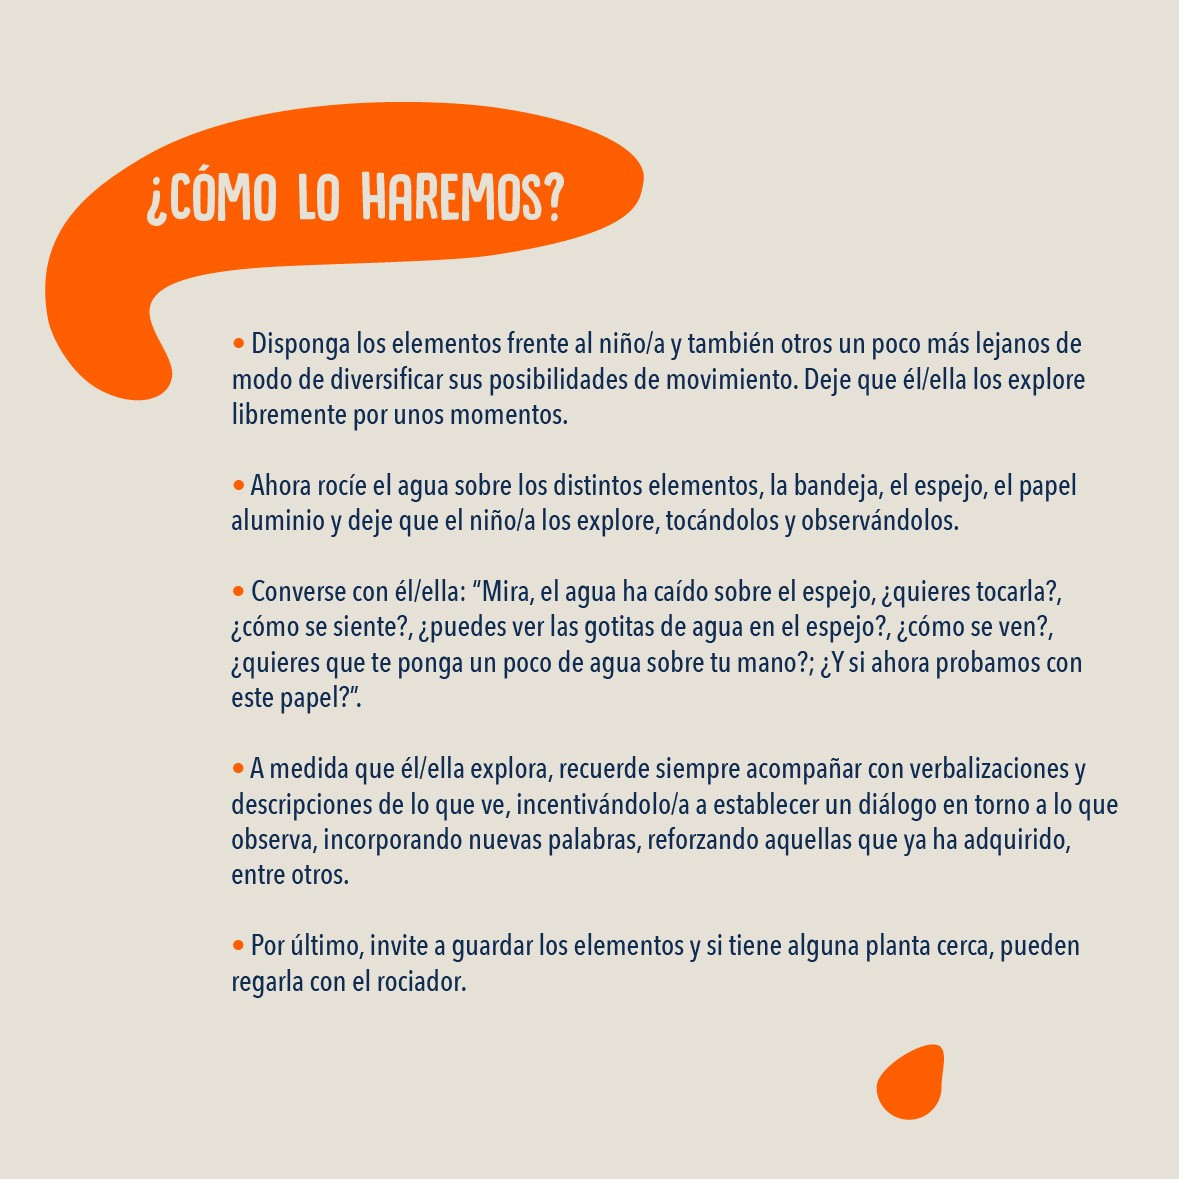 ¿CÓMO LO HAREMOS?
• Disponga los elementos frente al niño/a y también otros un poco más lejanos de
modo de diversificar sus posibilidades de movimiento. Deje que él/ella los explore
libremente por unos momentos.
• Ahora rocíe el agua sobre los distintos elementos, la bandeja, el espejo, el papel
aluminio y deje que el niño/a los explore, tocándolos y observándolos.
• Converse con él/ella: “Mira, el agua ha caído sobre el espejo, ¿quieres tocarla?,
¿cómo se siente?, ¿puedes ver las gotitas de agua en el espejo?, ¿cómo se ven?,
¿quieres que te ponga un poco de agua sobre tu mano?; ¿Y si ahora probamos con
este papel?”.
• A medida que él/ella explora, recuerde siempre acompañar con verbalizaciones y
descripciones de lo que ve, incentivándolo/a a establecer un diálogo en torno a lo que
observa, incorporando nuevas palabras, reforzando aquellas que ya ha adquirido,
entre otros.
• Por último, invite a guardar los elementos y si tiene alguna planta cerca, pueden
regarla con el rociador.